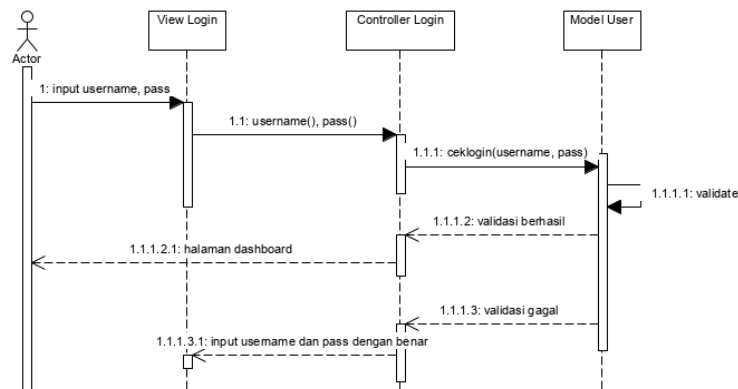 View Login
Controller Login
Model User
Actor
1: input username, pass
1.1: username(), pass()
1.1.1: ceklogin(username, pass)
1.1.1.1: validate
1.1.1.2: validasi berhasil
1.1.1.2.1: halaman dashboard
1.1.1.3: validasi gagal
1.1.1.3.1: input username dan pass dengan benar